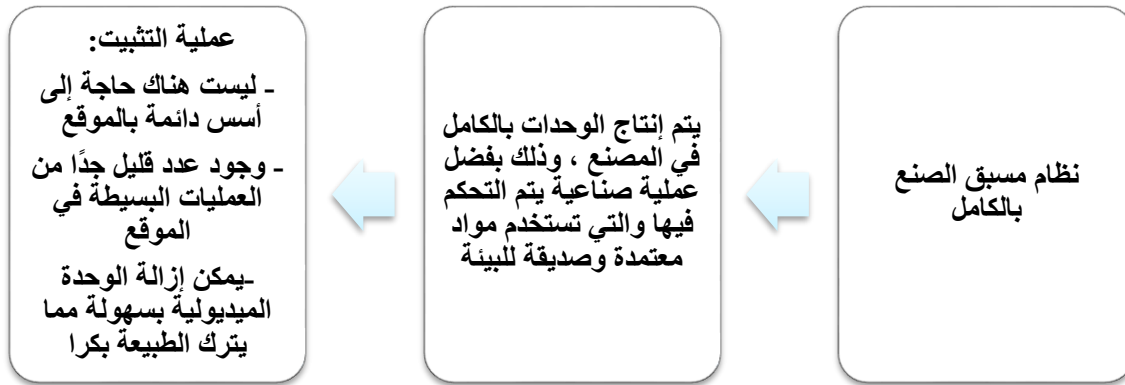 نظام مسبق الصنع
بالكامل
يتم إنتاج الوحدات بالكامل
في المصنع ، وذلك بفضل
عملية صناعية يتم التحكم
فيها والتي تستخدم مواد
معتمدة وصديقة للبيئة
عملية التثبيت:
- ليست هناك حاجة إلى
أسس دائمة بالموقع
- وجود عدد قليل جدًا من
العمليات البسيطة في
الموقع
-يمكن إزالة الوحدة
الميديولية بسهولة مما
يترك الطبيعة بكرا